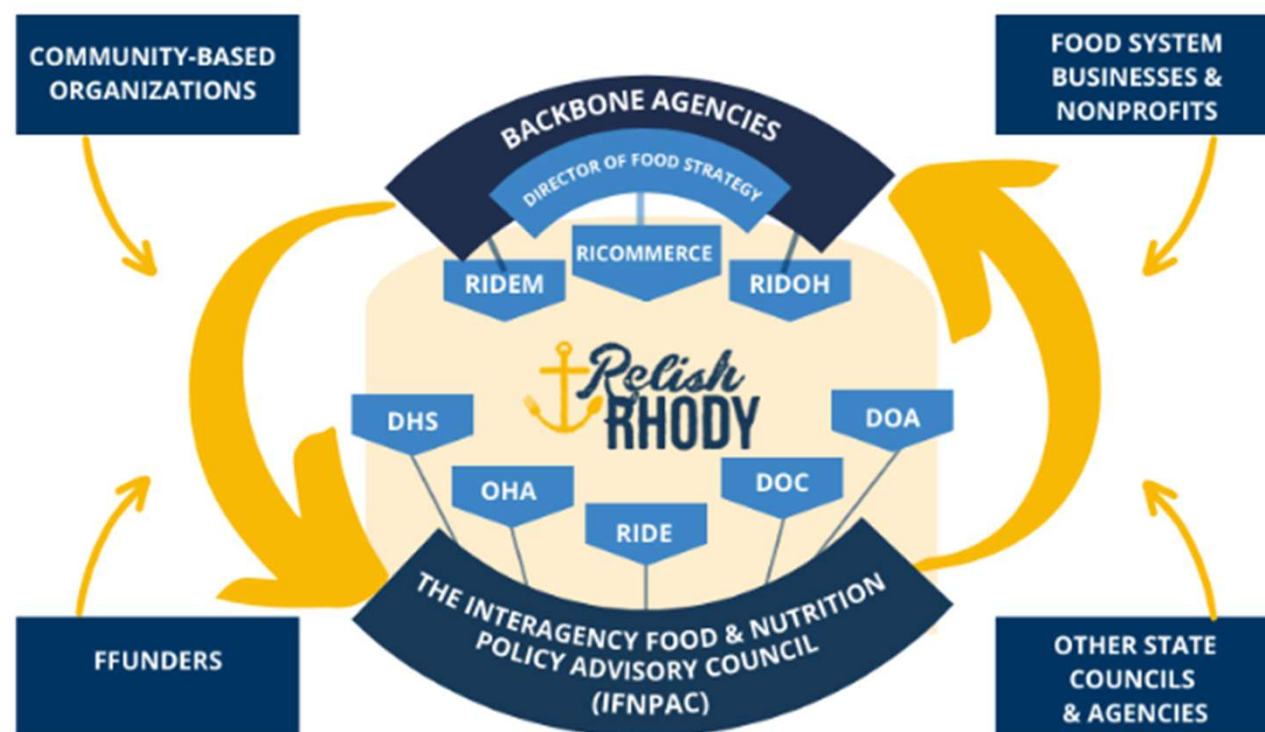 COMMUNITY-BASED
ORGANIZATIONS
FOOD SYSTEM
BUSINESSES &
NONPROFITS
BACKBONE AGENCIES
DIRECTOR OF FOOD STRATEGY
RICOMMERCE
RIDEM
RIDOH
Relish
RHODY
DHS
DOA
OHA
DOC
RIDE
THE INTERAGENCY FOOD & NUTRITION
POLICY ADVISORY COUNCIL
(IFNPAC)
FFUNDERS
OTHER STATE
COUNCILS
& AGENCIES